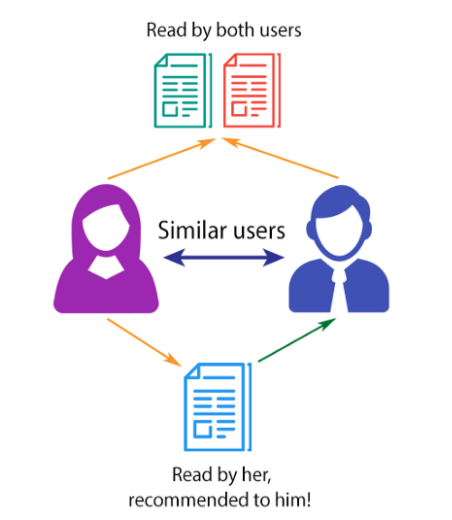 Read by both users
Similar users
Read by her,
recommended to him!